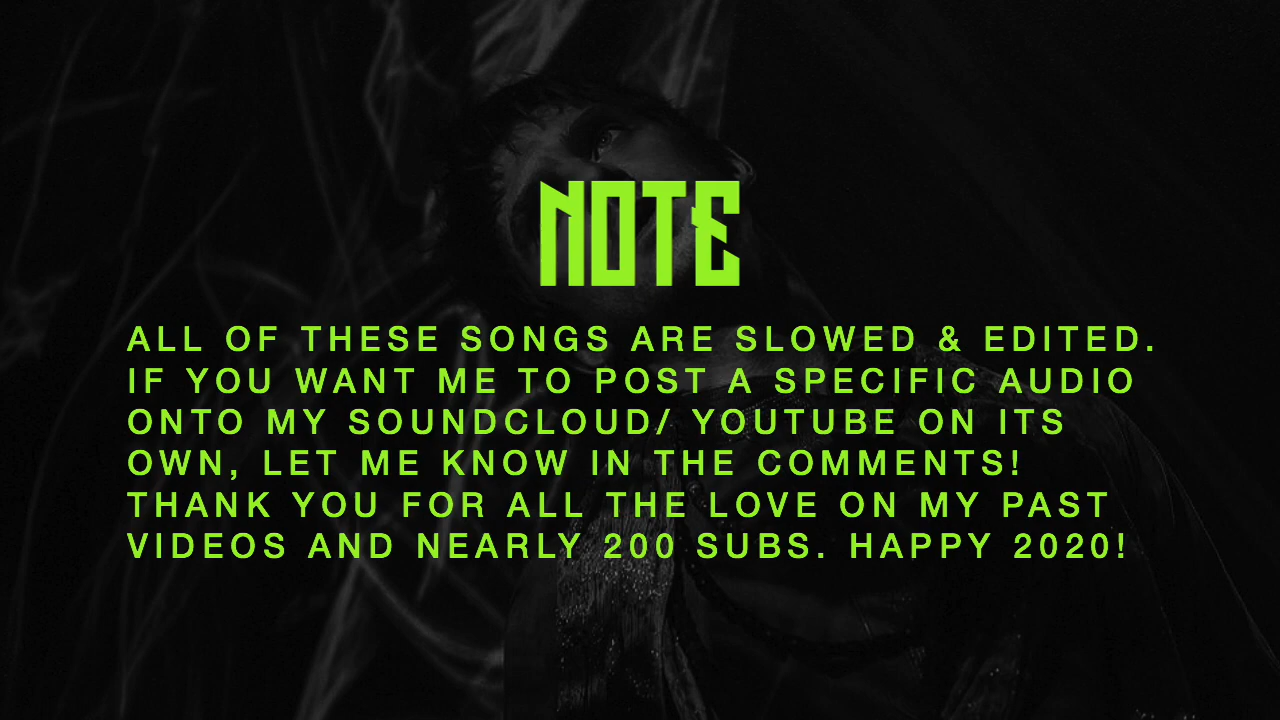 NOTE
ALL OF THESE SONGS ARE SLOWED & EDITED.
IF YOU WANT ME TO POST A SPECIFIC AUDIO
ONTO MY SOUNDCLOUD/ YOUTUBE ON ITS
OWN, LET ME KNOW IN THE COMMENTS!
THANK YOU FOR ALL THE LOVE ON MY PAST
VIDEOS AND NEARLY 200 SUBS. HAPPY 2020!